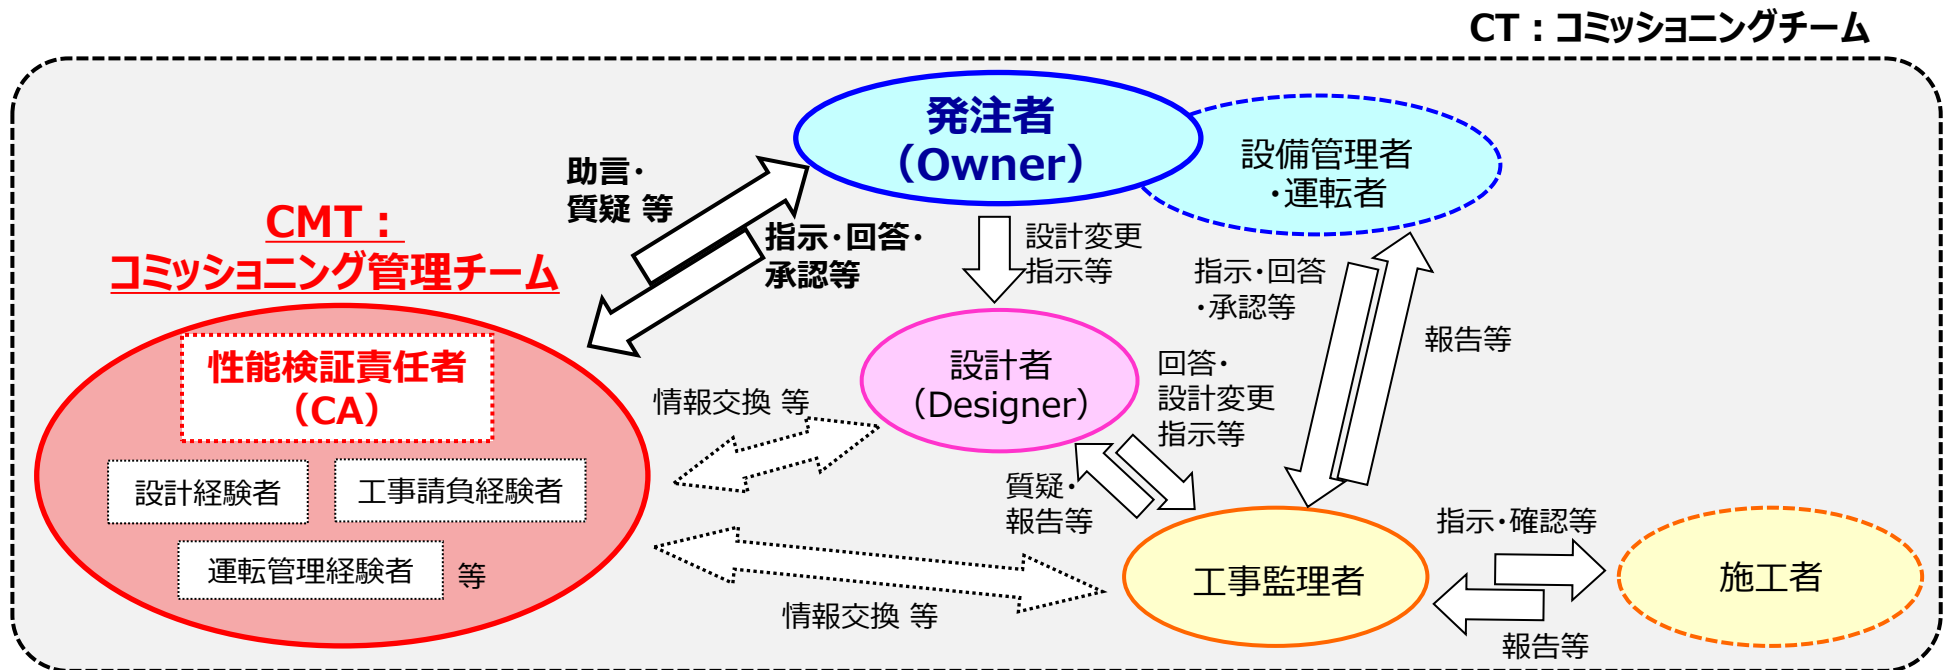 CT：コミッショニングチーム
発注者
（Owner）
設備管理者
・運転者
助言・
質疑 等
指示・回答・
承認等
CMT：
コミッショニング管理チーム
設計変更
指示等
指示・回答
・承認等
報告等
性能検証責任者
（CA）
設計者
（Designer）
回答・
設計変更
指示等
情報交換 等
設計経験者
工事請負経験者
運転管理経験者
等
質疑・
報告等
指示・確認等
工事監理者
施工者
情報交換 等
報告等